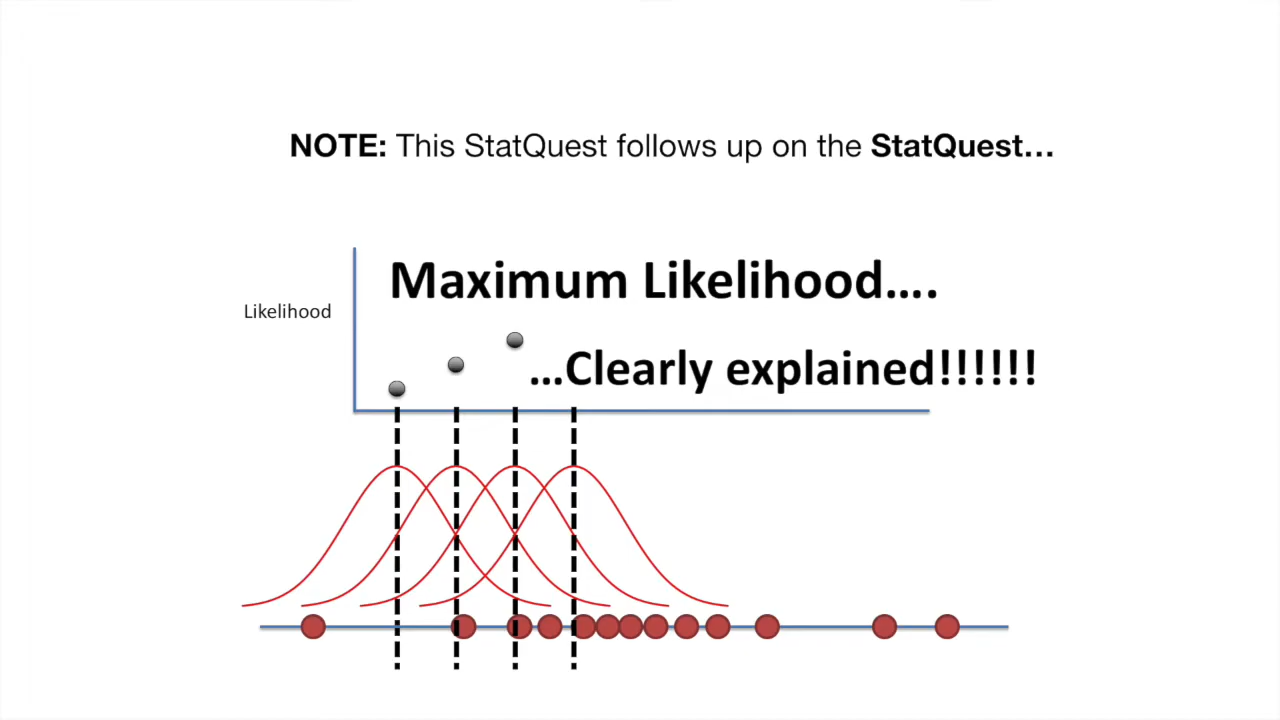 NOTE: This StatQuest follows up on the StatQuest...
Maximum Likelihood....
Likelihood
...Clearly explained!!!!!!